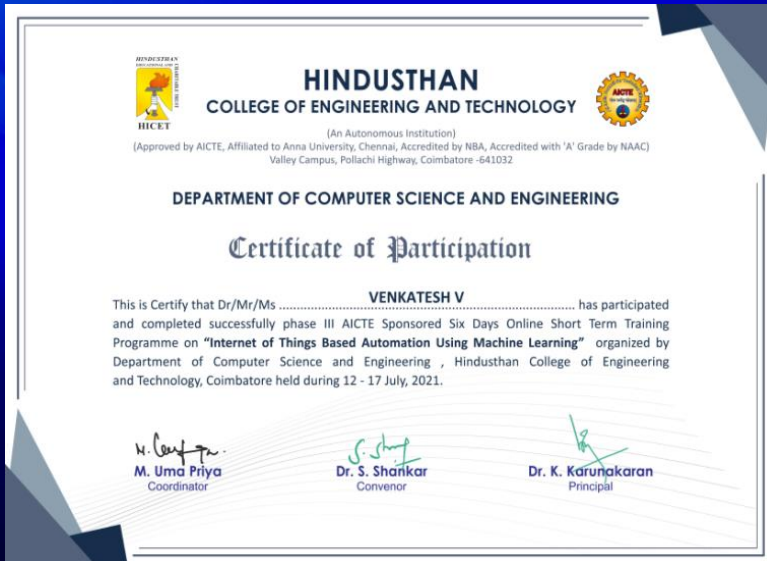 HINDUSTHAN
HICET
HINDUSTHAN
COLLEGE OF ENGINEERING AND TECHNOLOGY
AICTE
(An Autonomous Institution)
(Approved by AICTE, Affiliated to Anna University, Chennai, Accredited by NBA, Accredited with 'A' Grade by NAAC)
Valley Campus, Pollachi Highway, Coimbatore -641032
DEPARTMENT OF COMPUTER SCIENCE AND ENGINEERING
Certificate of Participation
This is Certify that Dr/Mr/Ms ........ VENKATESH V ........ has participated
and completed successfully phase III AICTE Sponsored Six Days Online Short Term Training
Programme on “Internet of Things Based Automation Using Machine Learning” organized by
Department of Computer Science and Engineering , Hindusthan College of Engineering
and Technology, Coimbatore held during 12 - 17 July, 2021.
M. Uma Priya
Coordinator
Dr. S. Shankar
Convenor
Dr. K. Karunakaran
Principal